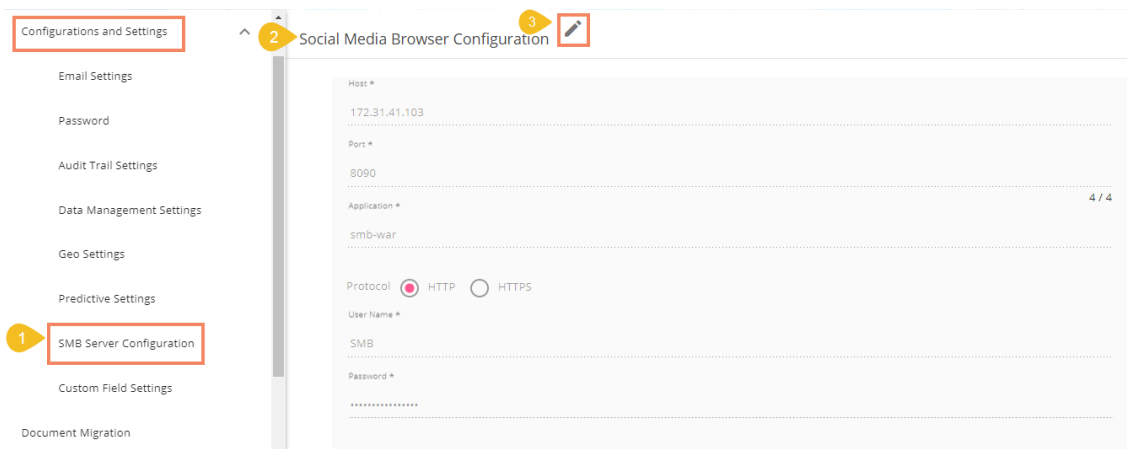 Configurations and Settings
Email Settings
Password
Audit Trail Settings
Data Management Settings
Geo Settings
Predictive Settings
1
SMB Server Configuration
Custom Field Settings
Document Migration
2
Social Media Browser Configuration
3
Host *
172.31.41.103
Port *
8090
4 / 4
Application *
smb-war
Protocol HTTP HTTPS
User Name *
SMB
Password *
••••••••••••••••